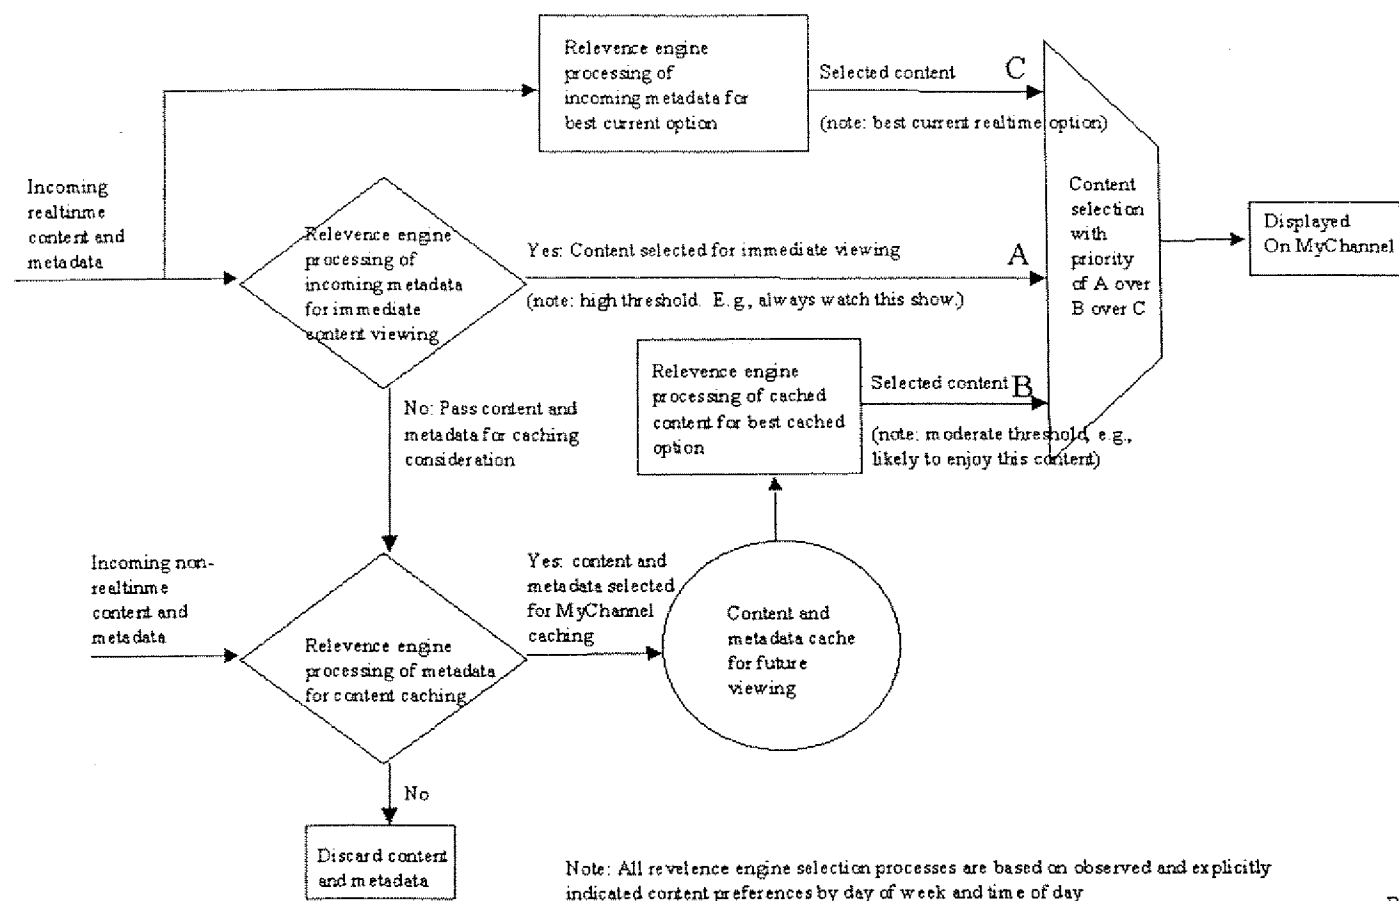 Relevence engine
processing of
incoming metadata for
best current option
Selected content
C
(note: best current realtime option)
Incoming
realtinme
content and
metadata
Relevence engine
processing of
incoming metadata
for immediate
content viewing
Yes: Content selected for immediate viewing
A
(note: high threshold. E.g., always watch this show.)
Content
selection
with
priority
of A over
B over C
Displayed
On MyChannel
No: Pass content and
metadata for caching
consideration
Relevence engine
processing of cached
content for best cached
option
Selected content
B
(note: moderate threshold, e.g.,
likely to enjoy this content)
Incoming non-
realtinme
content and
metadata
Relevence engine
processing of metadata
for content caching
Yes: content and
metadata selected
for MyChannel
caching
Content and
metadata cache
for future
viewing
No
Discard content
and metadata
Note: All revelence engine selection processes are based on observed and explicitly
indicated content preferences by day of week and time of day